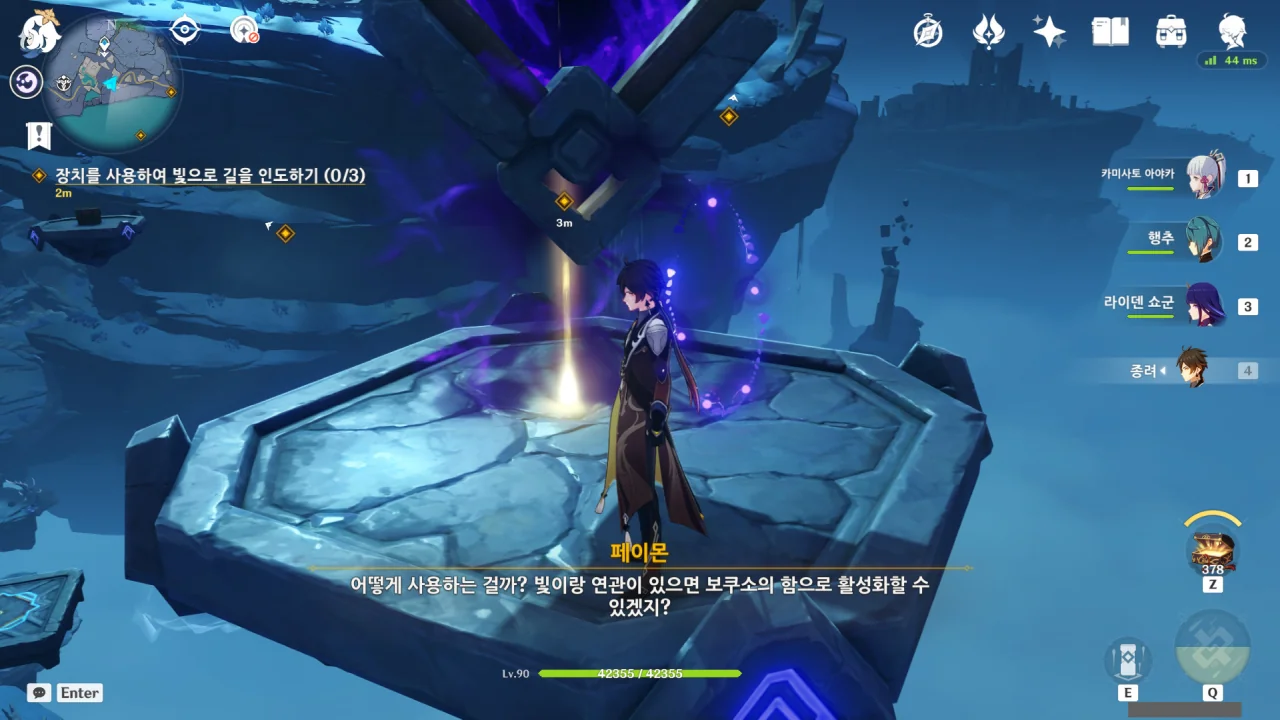 N
44 ms
장치를 사용하여 빛으로 길을 인도하기 (0/3)
2m
3m
카미사토 아야카
1
행추
2
라이덴 쇼군
3
종려
4
페이몬
어떻게 사용하는 걸까? 빛이랑 연관이 있으면 보쿠소의 함으로 활성화할 수
있겠지?
378
Z
Lv.90
42355 / 42355
Enter
E
Q